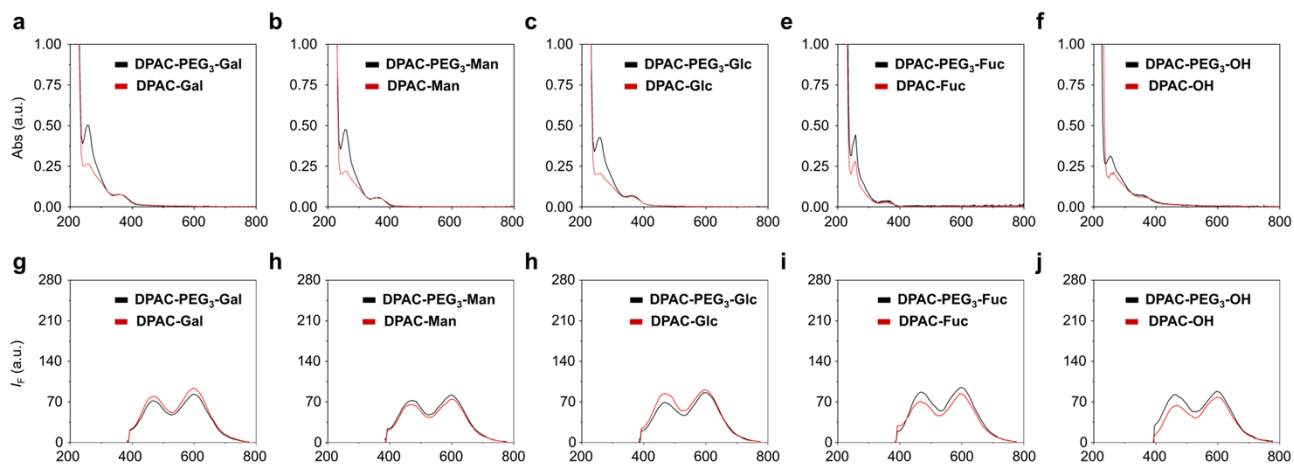 a b c e f
1.00 1.00 1.00 1.00 1.00
DPAC-PEG₃-Gal DPAC-PEG₃-Man DPAC-PEG₃-Glc DPAC-PEG₃-Fuc DPAC-PEG₃-OH
DPAC-Gal DPAC-Man DPAC-Glc DPAC-Fuc DPAC-OH
0.75 0.75 0.75 0.75 0.75
Abs (a.u.)
0.50 0.50 0.50 0.50 0.50
0.25 0.25 0.25 0.25 0.25
0.00 0.00 0.00 0.00 0.00
200 400 600 800 200 400 600 800 200 400 600 800 200 400 600 800 200 400 600 800
g h h i j
280 280 280 280 280
DPAC-PEG₃-Gal DPAC-PEG₃-Man DPAC-PEG₃-Glc DPAC-PEG₃-Fuc DPAC-PEG₃-OH
DPAC-Gal DPAC-Man DPAC-Glc DPAC-Fuc DPAC-OH
210 210 210 210 210
I_F (a.u.)
140 140 140 140 140
70 70 70 70 70
0 0 0 0 0
200 400 600 800 200 400 600 800 200 400 600 800 200 400 600 800 200 400 600 800